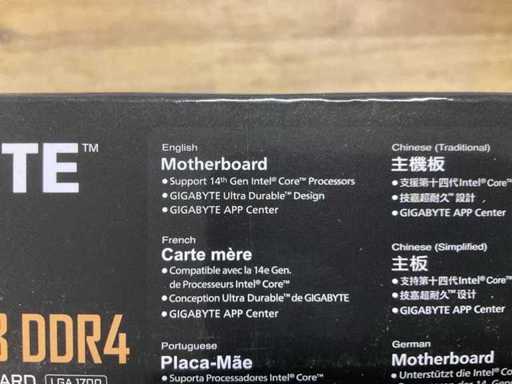 TE™
English
Motherboard
• Support 14th Gen Intel® Core™ Processors
• GIGABYTE Ultra Durable™ Design
• GIGABYTE APP Center
French
Carte mère
• Compatible avec la 14e Gen.
de Processeurs Intel® Core™
• Conception Ultra Durable™ de GIGABYTE
• GIGABYTE APP Center
Portuguese
Placa-Mãe
• Suporta Processadores Intel® Core™
Chinese (Traditional)
主機板
• 支援第十四代Intel® Core™
• 技嘉超耐久™ 設計
• GIGABYTE APP Center
Chinese (Simplified)
主板
• 支持第十四代Intel® Core™
• 技嘉超耐久™ 设计
• GIGABYTE APP Center
German
Motherboard
• Unterstützt die Intel® Co
DDR4
ARD LGA 1700